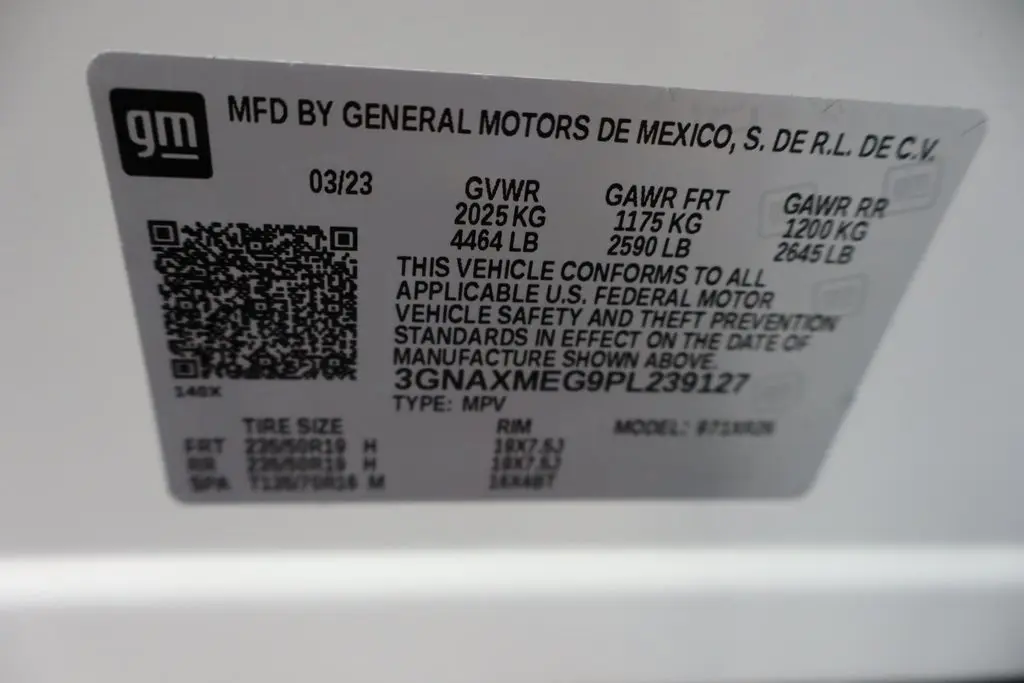 gm
MFD BY GENERAL MOTORS DE MEXICO, S. DE R.L. DE C.V.
03/23
GVWR
2025 KG
4464 LB
GAWR FRT
1175 KG
2590 LB
GAWR RR
1200 KG
2645 LB
THIS VEHICLE CONFORMS TO ALL
APPLICABLE U.S. FEDERAL MOTOR
VEHICLE SAFETY AND THEFT PREVENTION
STANDARDS IN EFFECT ON THE DATE OF
MANUFACTURE SHOWN ABOVE.
3GNAXMEG9PL239127
TYPE: MPV
TIRE SIZE RIM MODEL:
FRT 235/50R19 H 19X7.5J
RR 235/50R19 H 19X7.5J
SPA T135/70R16 M 16X4BT